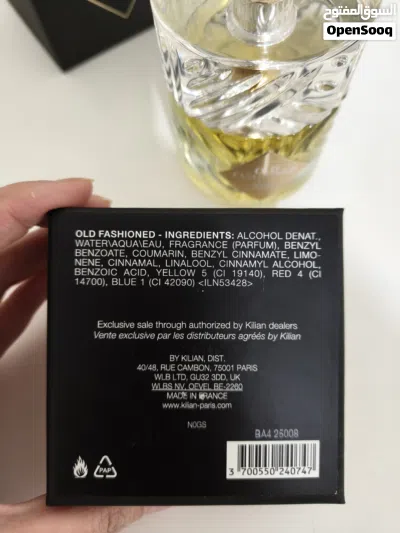 السوق المفتوح
OpenSooq
OLD FASHIONED - INGREDIENTS: ALCOHOL DENAT.,
WATER\AQUA\EAU, FRAGRANCE (PARFUM), BENZYL
BENZOATE, COUMARIN, BENZYL CINNAMATE, LIMO-
NENE, CINNAMAL, LINALOOL, CINNAMYL ALCOHOL,
BENZOIC ACID, YELLOW 5 (CI 19140), RED 4 (CI
14700), BLUE 1 (CI 42090) <ILN53428>
Exclusive sale through authorized by Kilian dealers
Vente exclusive par les distributeurs agréés by Kilian
BY KILIAN, DIST.
40/48, RUE CAMBON, 75001 PARIS
WLB LTD, GU32 3DD, UK
WLBS NV, OEVEL BE-2260
MADE IN FRANCE
www.kilian-paris.com
N0GS
BA4 26008
PAP
3 700550 240747